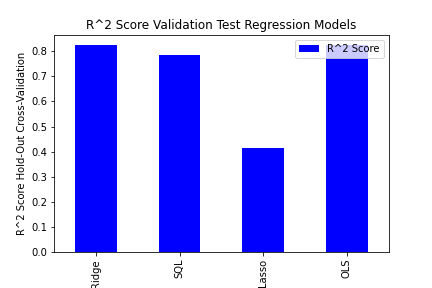 R^2 Score Validation Test Regression Models
R^2 Score
R^2 Score Hold-Out Cross-Validation
0.8
0.7
0.6
0.5
0.4
0.3
0.2
0.1
0.0
Ridge
SQL
Lasso
OLS